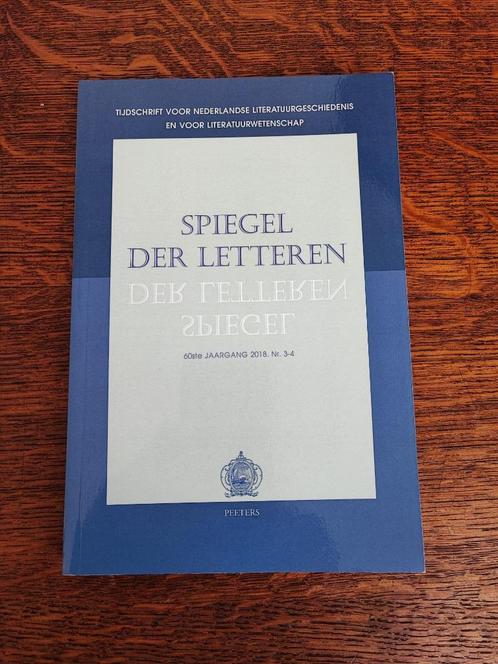 TIJDSCHRIFT VOOR NEDERLANDSE LITERATUURGESCHIEDENIS
EN VOOR LITERATUURWETENSCHAP
SPIEGEL
DER LETTEREN
DER LETTEREN
SPIEGEL
60ste JAARGANG 2018. Nr. 3-4
PEETERS